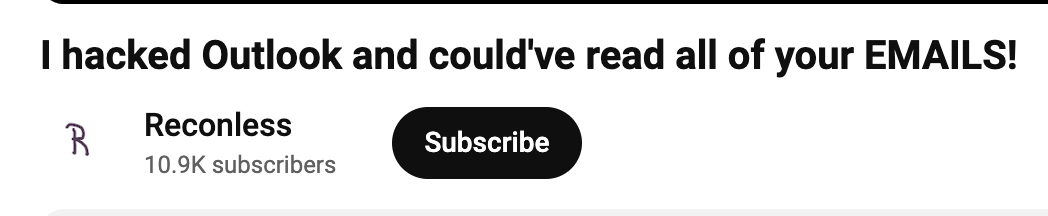 I hacked Outlook and could've read all of your EMAILS!
R
Reconless
10.9K subscribers
Subscribe